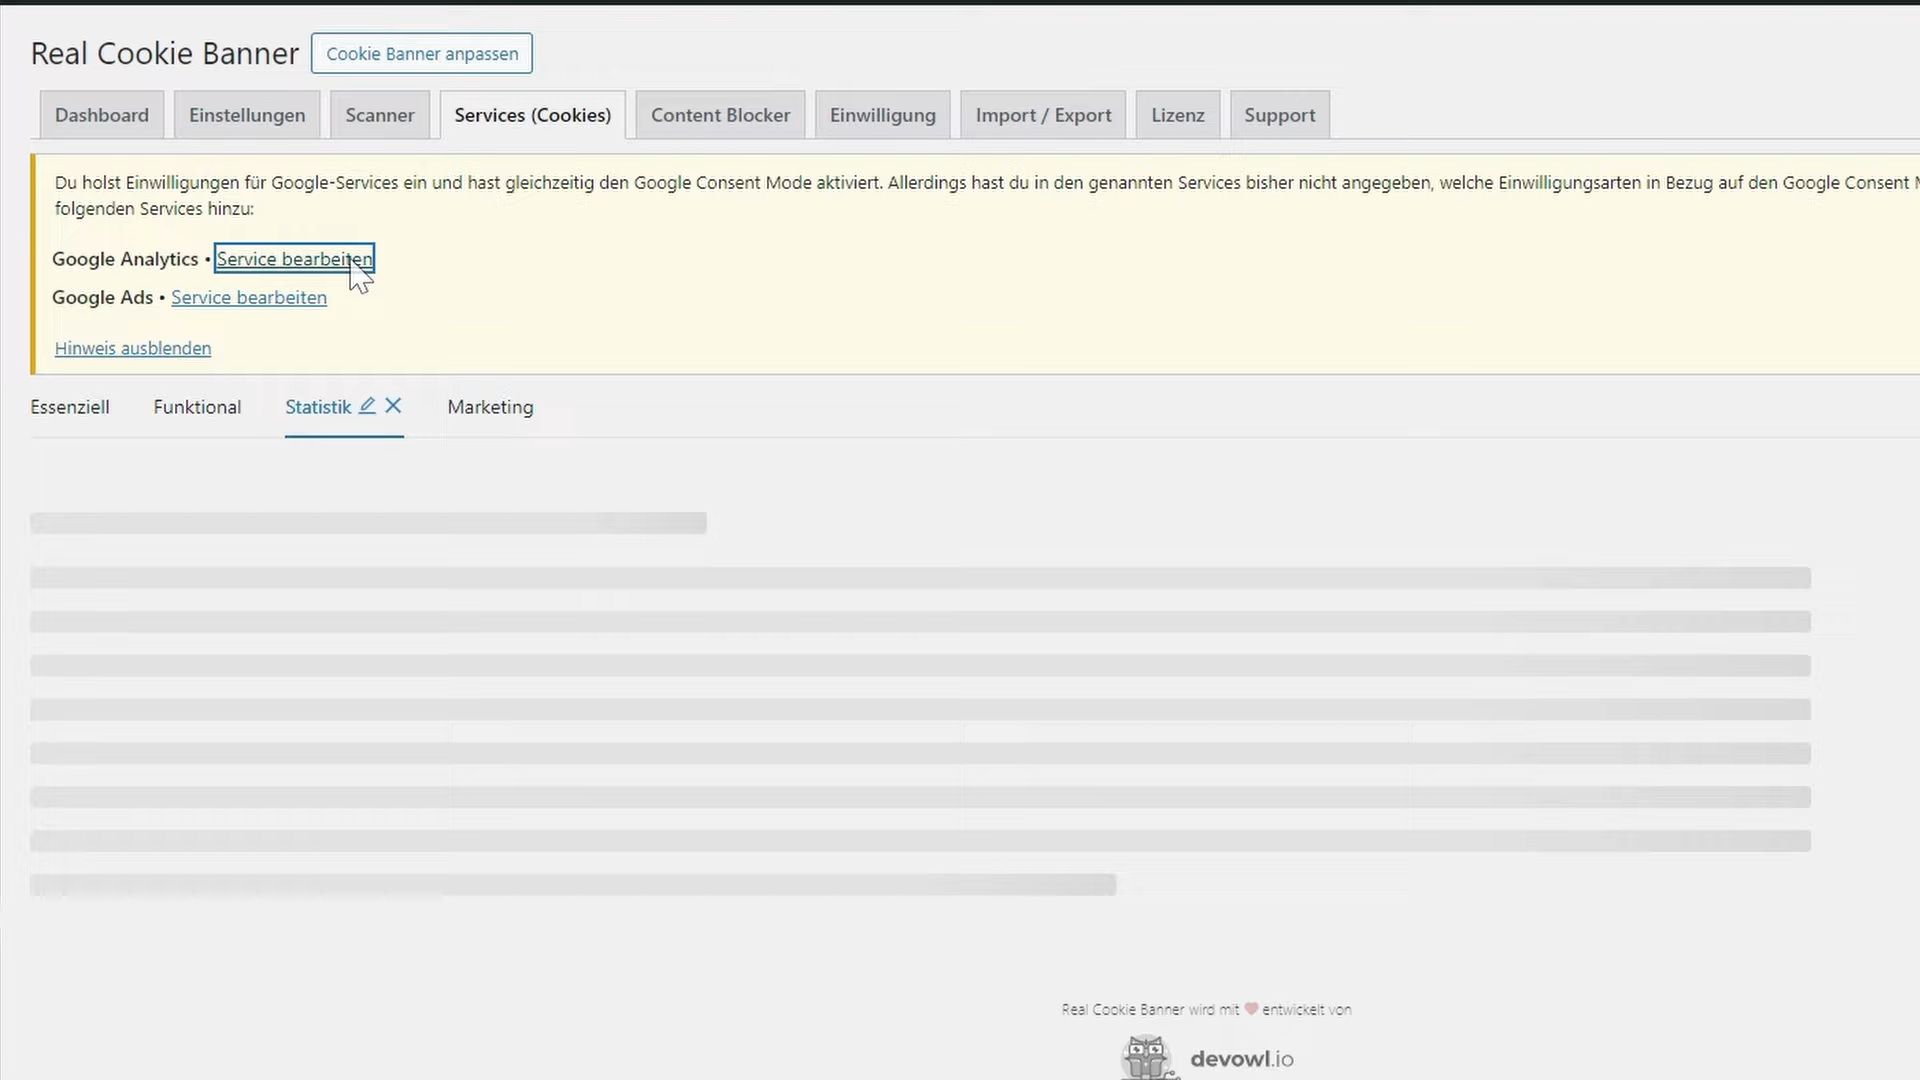 Real Cookie Banner Cookie Banner anpassen
Dashboard Einstellungen Scanner Services (Cookies) Content Blocker Einwilligung Import / Export Lizenz Support
Du holst Einwilligungen für Google-Services ein und hast gleichzeitig den Google Consent Mode aktiviert. Allerdings hast du in den genannten Services bisher nicht angegeben, welche Einwilligungsarten in Bezug auf den Google Consent
folgenden Services hinzu:
Google Analytics • Service bearbeiten
Google Ads • Service bearbeiten
Hinweis ausblenden
Essenziell Funktional Statistik Marketing
Real Cookie Banner wird mit ❤ entwickelt von
devowl.io